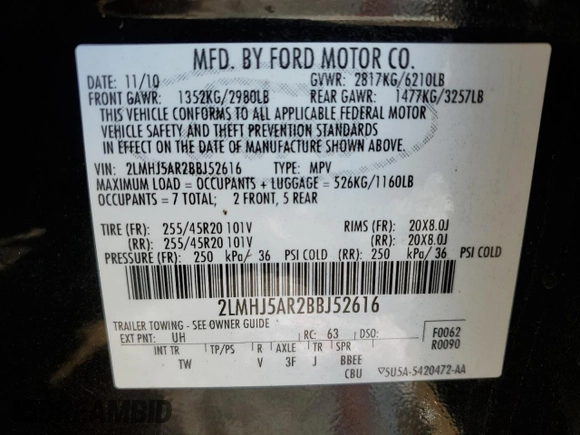 MFD. BY FORD MOTOR CO.
DATE: 11/10 GVWR: 2817KG/6210LB
FRONT GAWR: 1352KG/2980LB REAR GAWR: 1477KG/3257LB
THIS VEHICLE CONFORMS TO ALL APPLICABLE FEDERAL MOTOR
VEHICLE SAFETY AND THEFT PREVENTION STANDARDS
IN EFFECT ON THE DATE OF MANUFACTURE SHOWN ABOVE.
VIN: 2LMHJ5AR2BBJ52616 TYPE: MPV
MAXIMUM LOAD = OCCUPANTS + LUGGAGE = 526KG/1160LB
OCCUPANTS = 7 TOTAL; 2 FRONT, 5 REAR
TIRE (FR): 255/45R20 101V RIMS (FR): 20X8.0J
(RR): 255/45R20 101V (RR): 20X8.0J
PRESSURE (FR): 250 kPa/ 36 PSI COLD (RR): 250 kPa/ 36 PSI COLD
2LMHJ5AR2BBJ52616
TRAILER TOWING - SEE OWNER GUIDE
EXT PNT: UH RC: 63 DSO: F0062
R0090
INT TR TP/PS R AXLE TR SPR
TW V 3F J BBEE
CBU 5U5A-5420472-AA